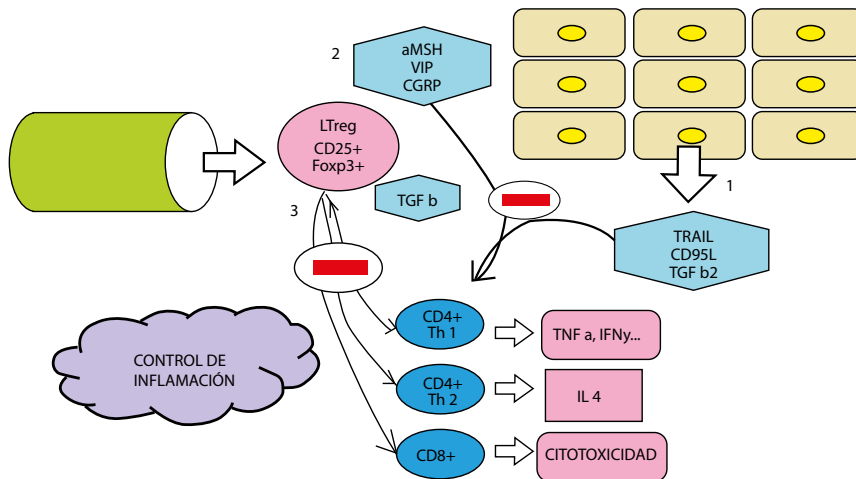 2
aMSH
VIP
CGRP
LTreg
CD25+
Foxp3+
TGF b
1
3
TRAIL
CD95L
TGF b2
CONTROL DE
INFLAMACIÓN
CD4+
Th 1
TNF a, IFNy...
CD4+
Th 2
IL 4
CD8+
CITOTOXICIDAD